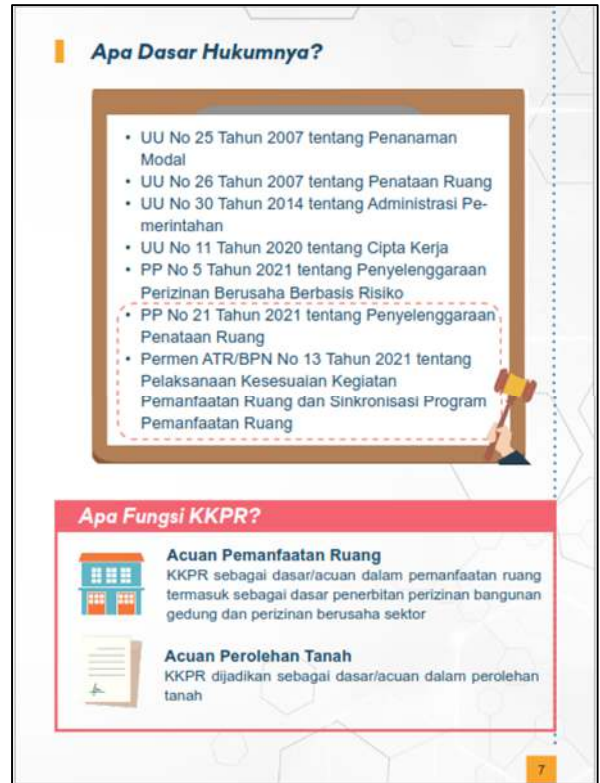 Apa Dasar Hukumnya?
• UU No 25 Tahun 2007 tentang Penanaman
Modal
• UU No 26 Tahun 2007 tentang Penataan Ruang
• UU No 30 Tahun 2014 tentang Administrasi Pe-
merintahan
• UU No 11 Tahun 2020 tentang Cipta Kerja
• PP No 5 Tahun 2021 tentang Penyelenggaraan
Perizinan Berusaha Berbasis Risiko
• PP No 21 Tahun 2021 tentang Penyelenggaraan
Penataan Ruang
• Permen ATR/BPN No 13 Tahun 2021 tentang
Pelaksanaan Kesesuaian Kegiatan
Pemanfaatan Ruang dan Sinkronisasi Program
Pemanfaatan Ruang
Apa Fungsi KKPR?
Acuan Pemanfaatan Ruang
KKPR sebagai dasar/acuan dalam pemanfaatan ruang
termasuk sebagai dasar penerbitan perizinan bangunan
gedung dan perizinan berusaha sektor
Acuan Perolehan Tanah
KKPR dijadikan sebagai dasar/acuan dalam perolehan
tanah
7